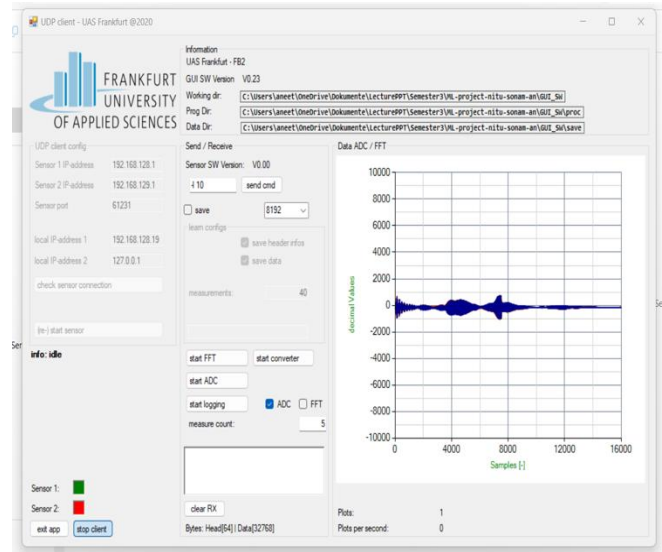 UDP client - UAS Frankfurt @2020
FRANKFURT
UNIVERSITY
OF APPLIED SCIENCES
Information
UAS Frankfurt - FB2
GUI SW Version V0.23
Working dir: C:\Users\aneet\OneDrive\Dokumente\LecturePPT\Semester3\ML-project-nitu-sonam-an\GUI_SW
Prog Dir: C:\Users\aneet\OneDrive\Dokumente\LecturePPT\Semester3\ML-project-nitu-sonam-an\GUI_SW\proc
Data Dir: C:\Users\aneet\OneDrive\Dokumente\LecturePPT\Semester3\ML-project-nitu-sonam-an\GUI_SW\save
UDP client config
Sensor 1 IP-address 192.168.128.1
Sensor 2 IP-address 192.168.129.1
Sensor port 61231
local IP-address 1 192.168.128.19
local IP-address 2 127.0.0.1
check sensor connection
(re-) start sensor
info: idle
Sensor 1:
Sensor 2:
exit app stop client
Send / Receive
Sensor SW Version: V0.00
10 send cmd
save 8192
learn configs
save header infos
save data
measurements: 40
start FFT start converter
start ADC
start logging ADC FFT
measure count: 5
clear RX
Bytes: Head[64] | Data[32768]
Data ADC / FFT
10000
8000
6000
4000
2000
0
-2000
-4000
-6000
-8000
-10000
decimal Values
0 4000 8000 12000 16000
Samples [-]
Plots: 1
Plots per second: 0